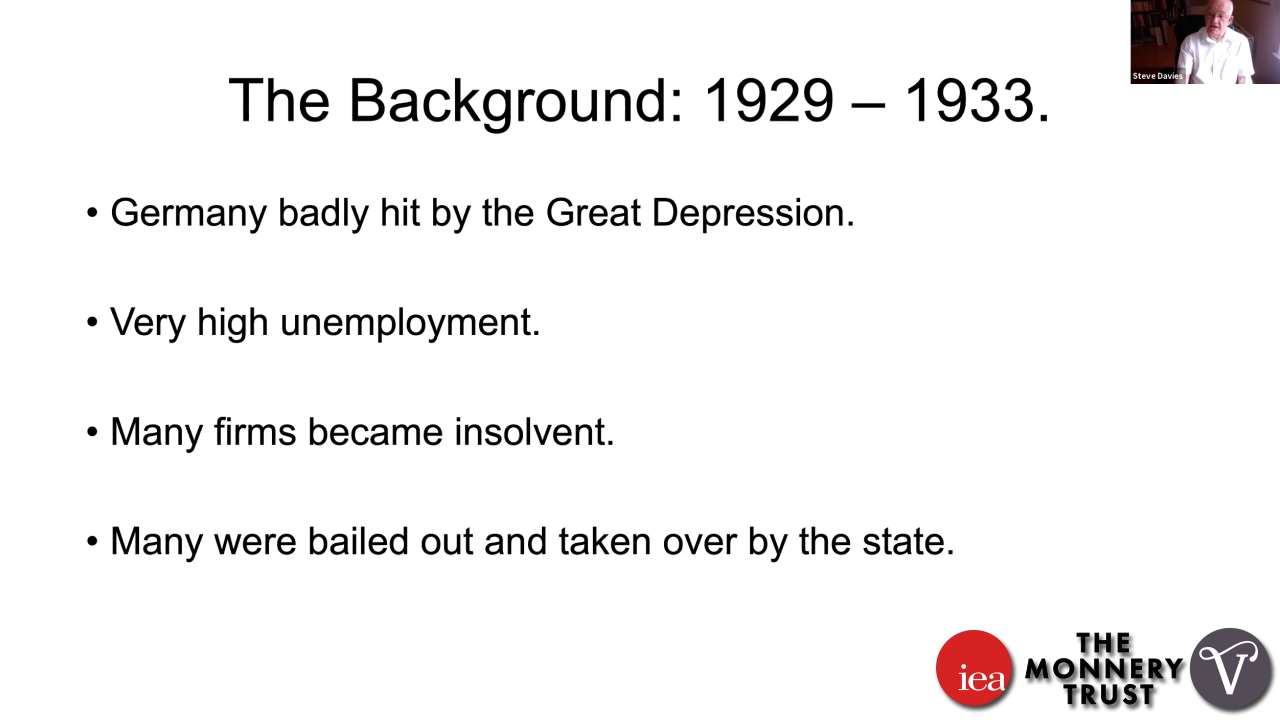 Steve Davies
The Background: 1929 – 1933.
• Germany badly hit by the Great Depression.
• Very high unemployment.
• Many firms became insolvent.
• Many were bailed out and taken over by the state.
iea
THE
MONNERY
TRUST
V